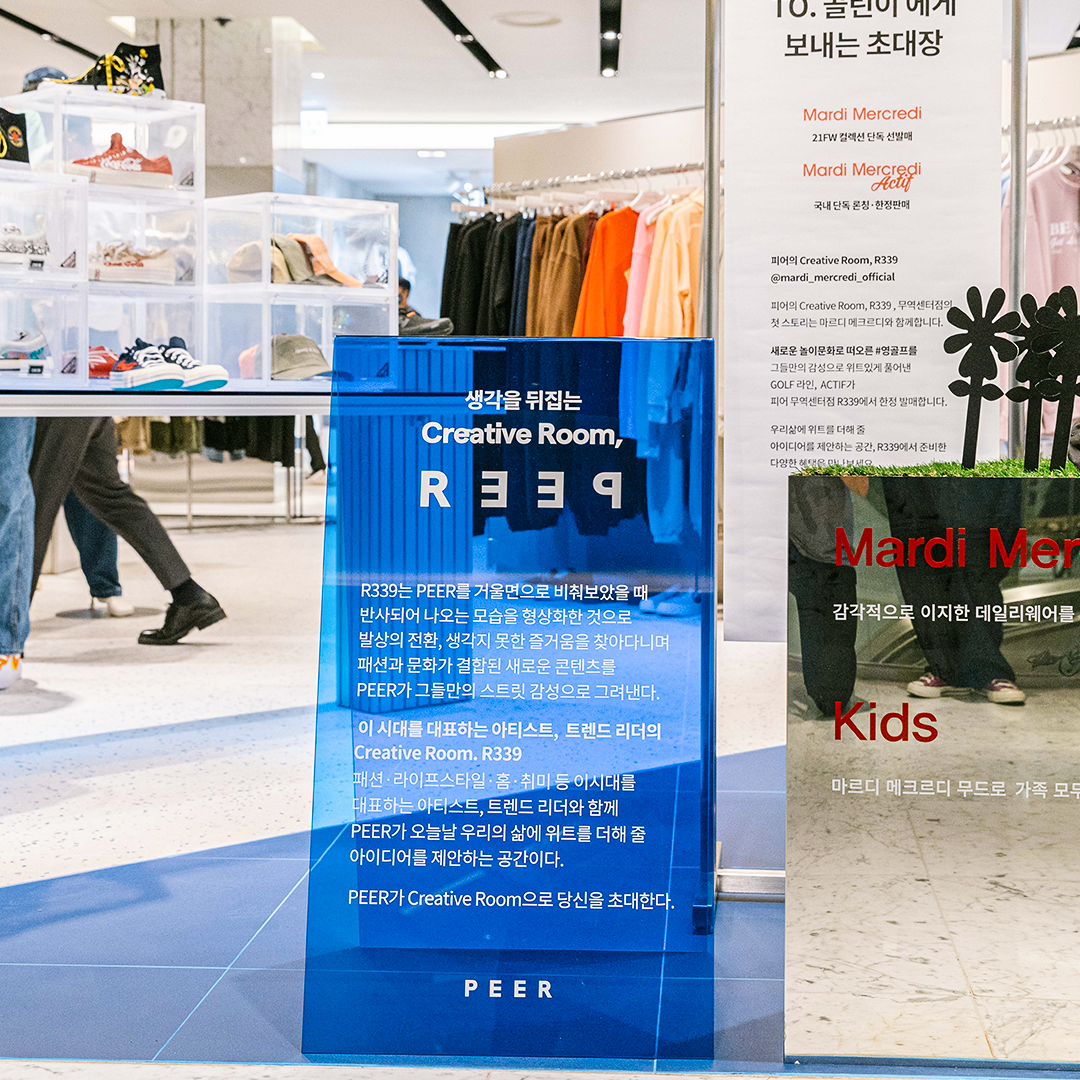 생각을 뒤집는
Creative Room,
R E E P
R339는 PEER를 거울면으로 비춰보았을 때
반사되어 나오는 모습을 형상화한 것으로
발상의 전환, 생각지 못한 즐거움을 찾아다니며
패션과 문화가 결합된 새로운 콘텐츠를
PEER가 그들만의 스트릿 감성으로 그려낸다.
이 시대를 대표하는 아티스트, 트렌드 리더의
Creative Room. R339
패션·라이프스타일·홈·취미 등 이시대를
대표하는 아티스트, 트렌드 리더와 함께
PEER가 오늘날 우리의 삶에 위트를 더해 줄
아이디어를 제안하는 공간이다.
PEER가 Creative Room으로 당신을 초대한다.
PEER
TO. 골린이 에게
보내는 초대장
Mardi Mercredi
21FW 컬렉션 단독 선발매
Mardi Mercredi
Actif
국내 단독 론칭·한정판매
피어의 Creative Room, R339
@mardi_mercredi_official
피어의 Creative Room, R339 , 무역센터점의
첫 스토리는 마르디 메크르디와 함께합니다.
새로운 놀이문화로 떠오른 #영골프를
그들만의 감성으로 위트있게 풀어낸
GOLF 라인, ACTIF가
피어 무역센터점 R339에서 한정 발매합니다.
우리삶에 위트를 더해 줄
아이디어를 제안하는 공간, R339에서 준비한
다양한 혜택을 만나보세요
Mardi Mer
감각적으로 이지한 데일리웨어를
Kids
마르디 메크르디 무드로 가족 모두
Coca-Cola
BE